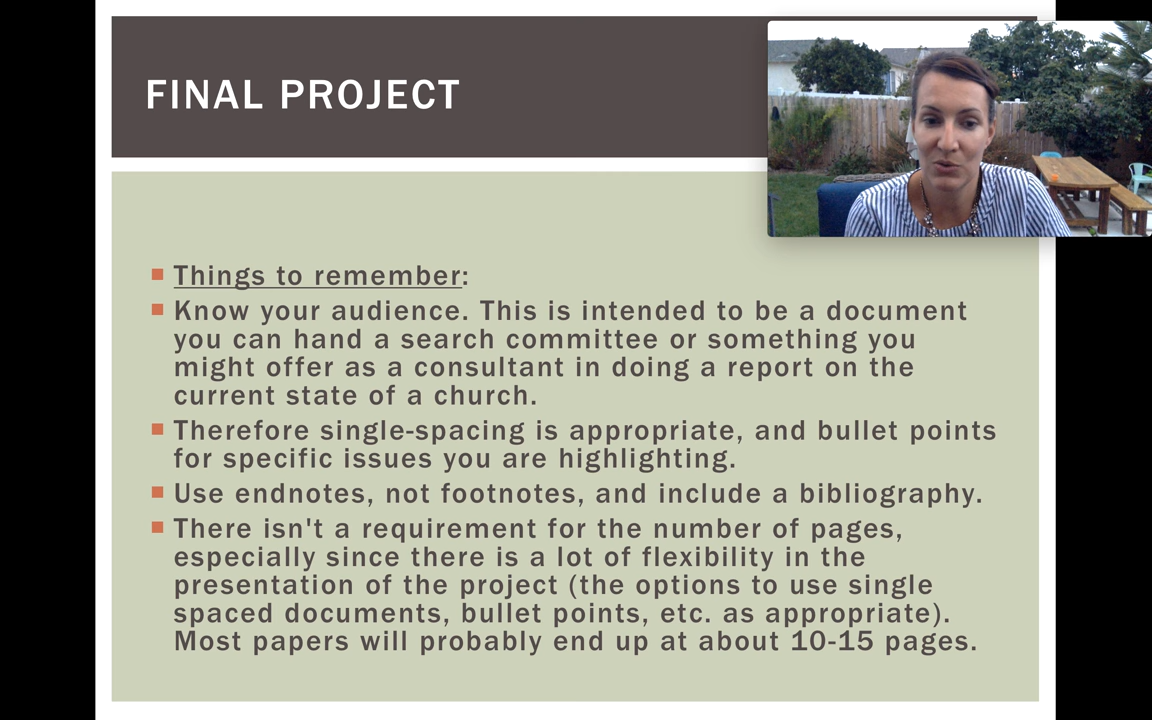 FINAL PROJECT
Things to remember:
Know your audience. This is intended to be a document
you can hand a search committee or something you
might offer as a consultant in doing a report on the
current state of a church.
Therefore single-spacing is appropriate, and bullet points
for specific issues you are highlighting.
Use endnotes, not footnotes, and include a bibliography.
There isn't a requirement for the number of pages,
especially since there is a lot of flexibility in the
presentation of the project (the options to use single
spaced documents, bullet points, etc. as appropriate).
Most papers will probably end up at about 10-15 pages.